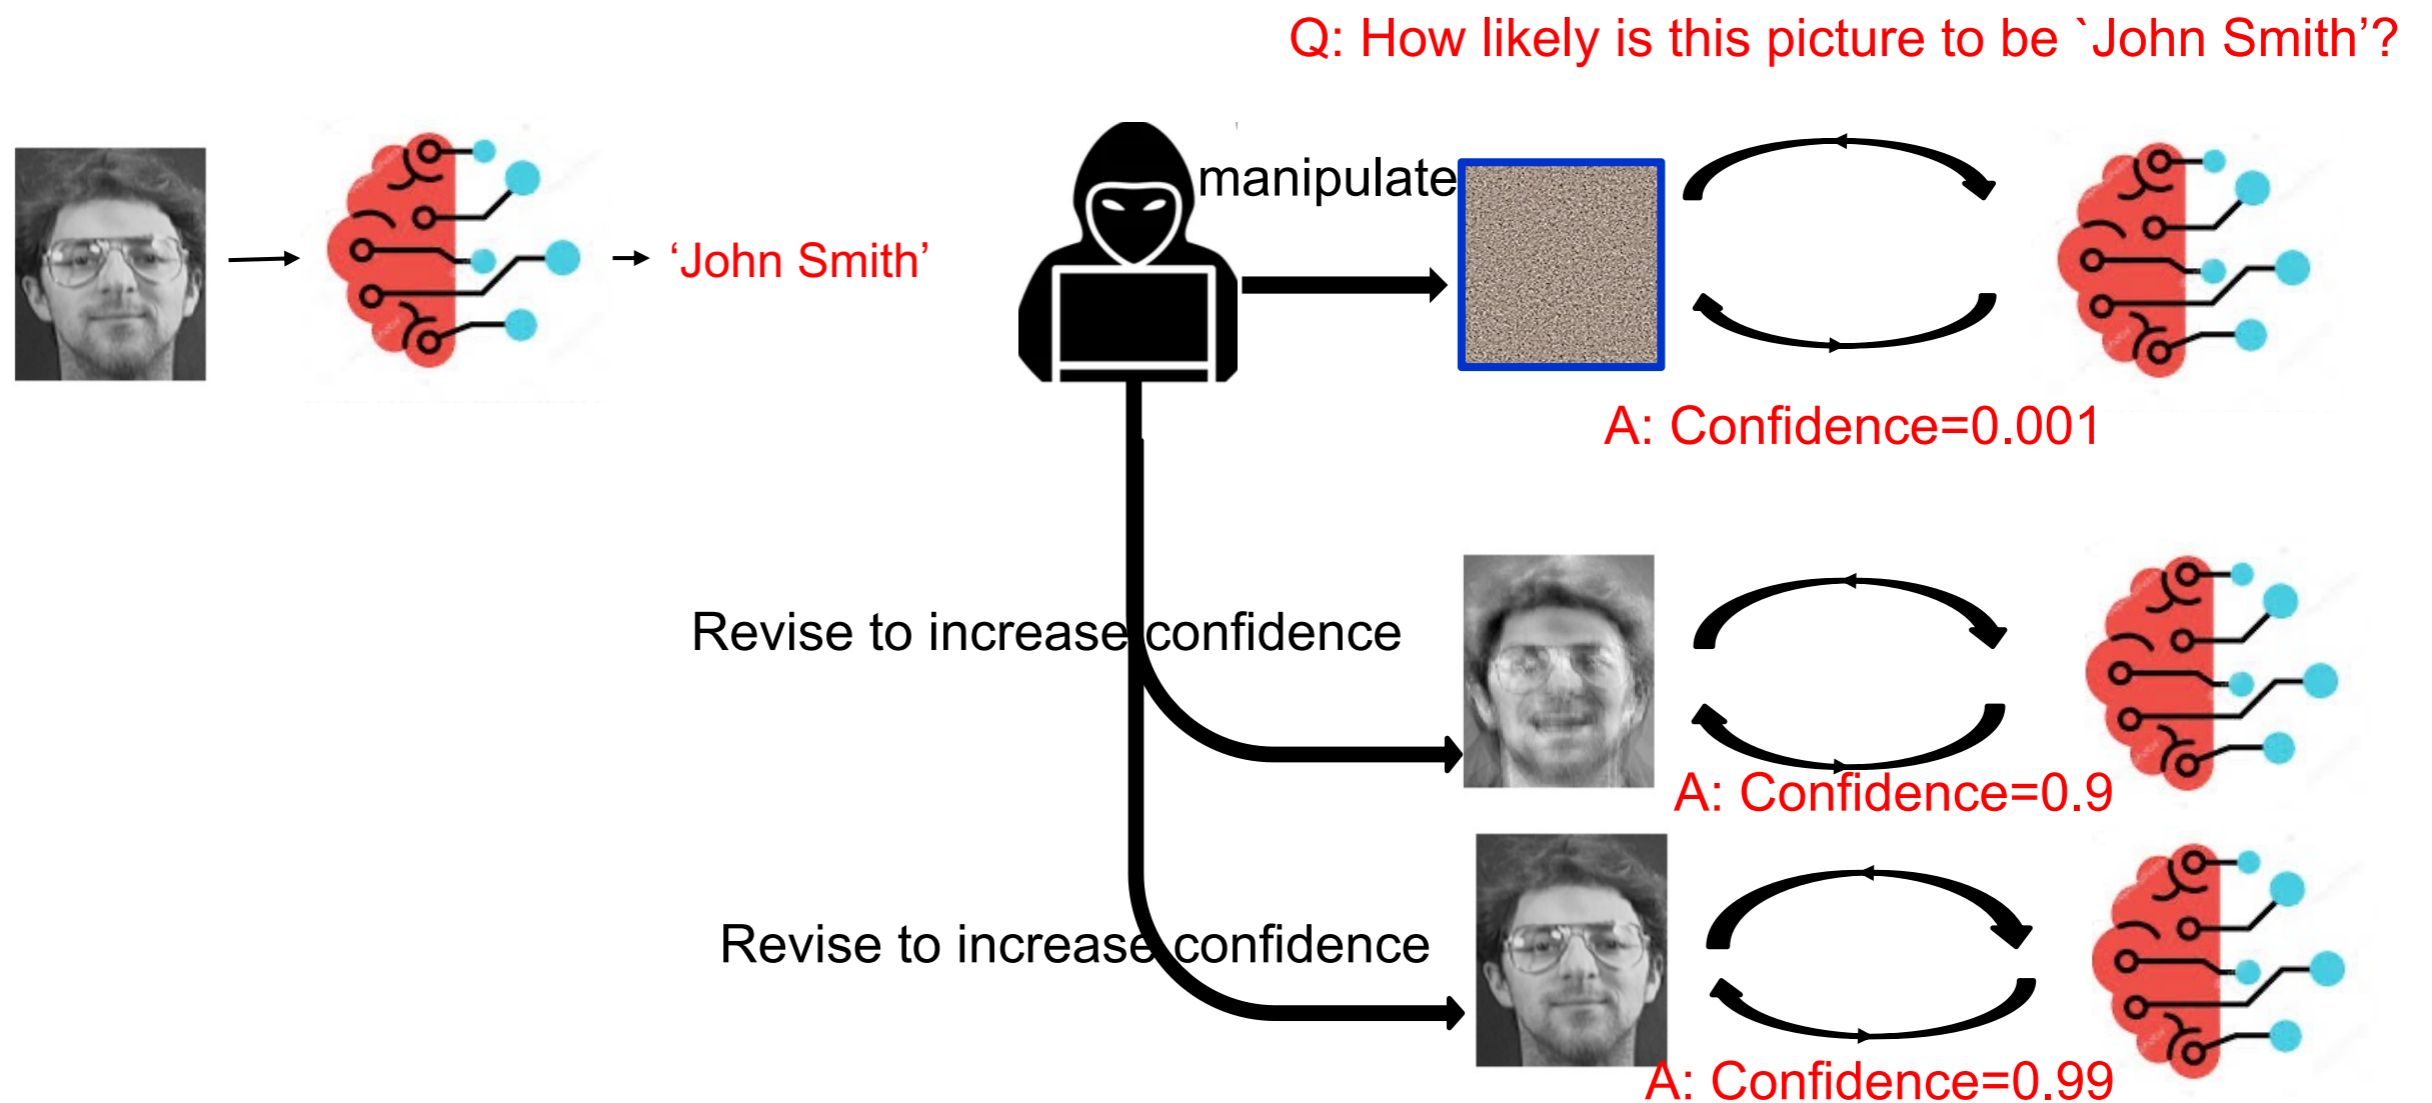 Q: How likely is this picture to be `John Smith’?
manipulate
‘John Smith’
A: Confidence=0.001
Revise to increase confidence
A: Confidence=0.9
Revise to increase confidence
A: Confidence=0.99